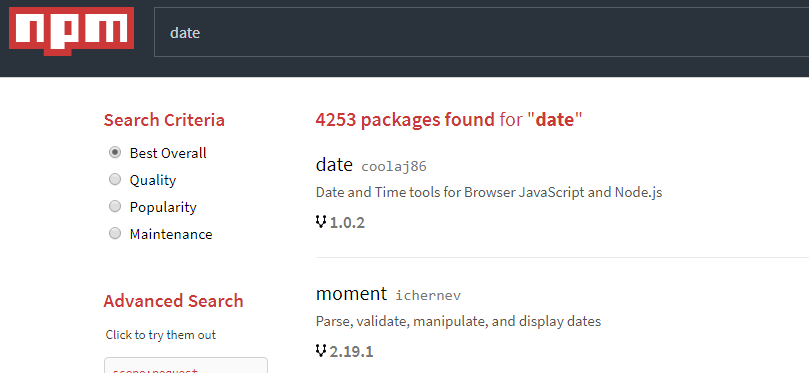 npm
date
Search Criteria
Best Overall
Quality
Popularity
Maintenance
Advanced Search
Click to try them out
4253 packages found for "date"
date coolaj86
Date and Time tools for Browser JavaScript and Node.js
1.0.2
moment ichernev
Parse, validate, manipulate, and display dates
2.19.1